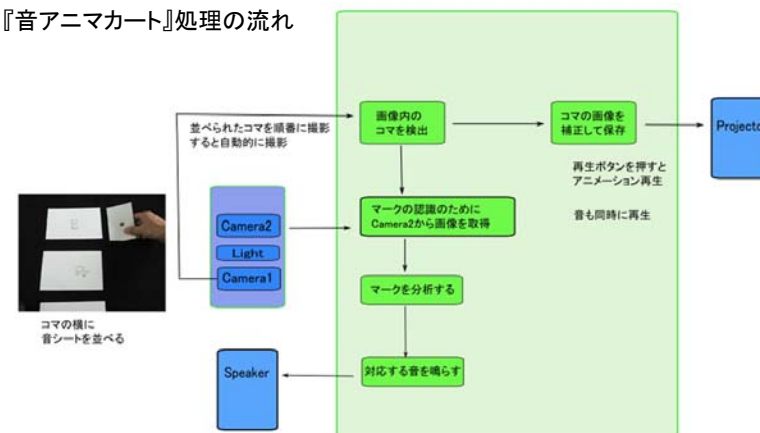 『音アニマカート』処理の流れ
並べられたコマを順番に撮影
すると自動的に撮影
画像内の
コマを検出
コマの画像を
補正して保存
Projecto
再生ボタンを押すと
アニメーション再生
音も同時に再生
Camera2
Light
Camera1
マークの認識のために
Camera2から画像を取得
マークを分析する
コマの横に
音シートを並べる
Speaker
対応する音を鳴らす